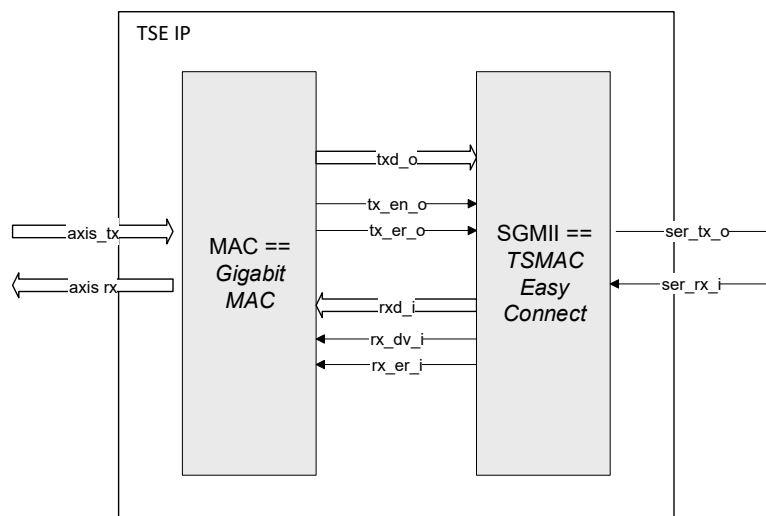 TSE IP
txd_o
tx_en_o
tx_er_o
axis_tx
MAC ==
Gigabit
MAC
SGMII ==
TSMAC
Easy
Connect
ser_tx_o
axis rx
ser_rx_i
rxd_i
rx_dv_i
rx_er_i